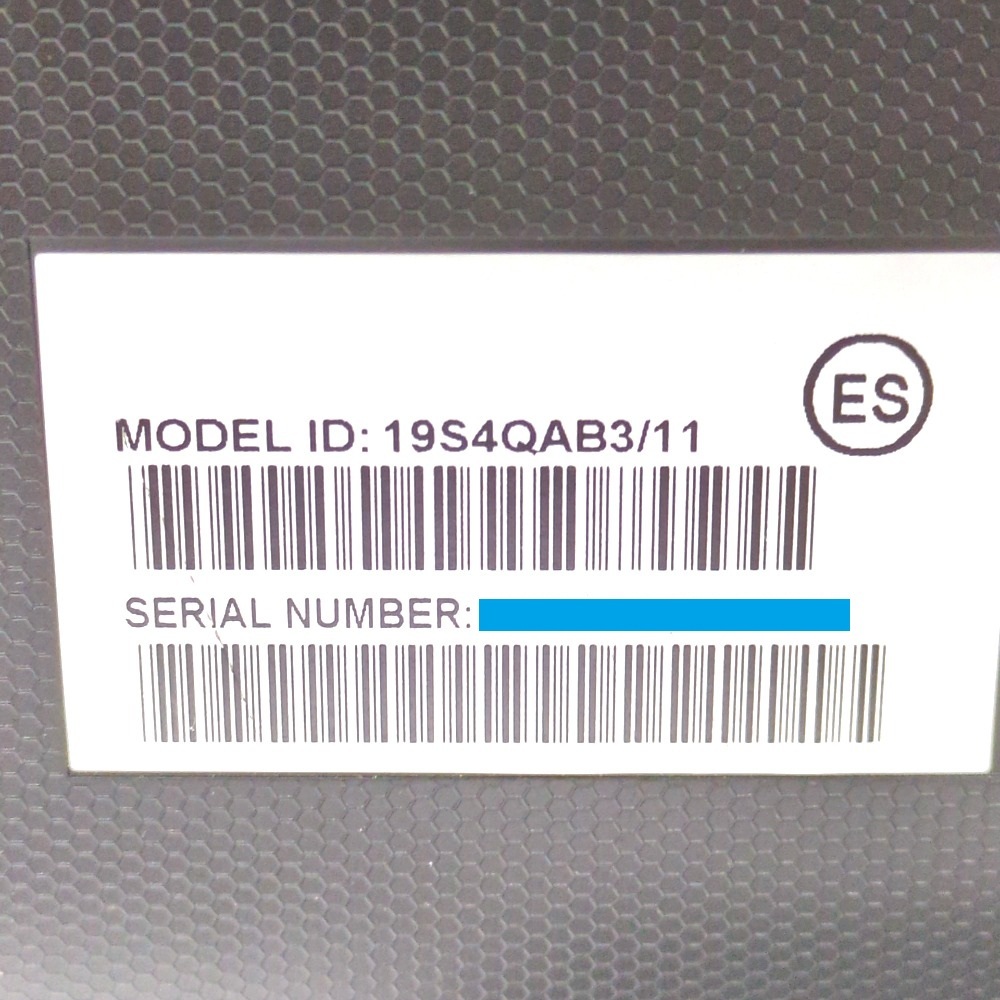 ES
MODEL ID: 19S4QAB3/11
SERIAL NUMBER: